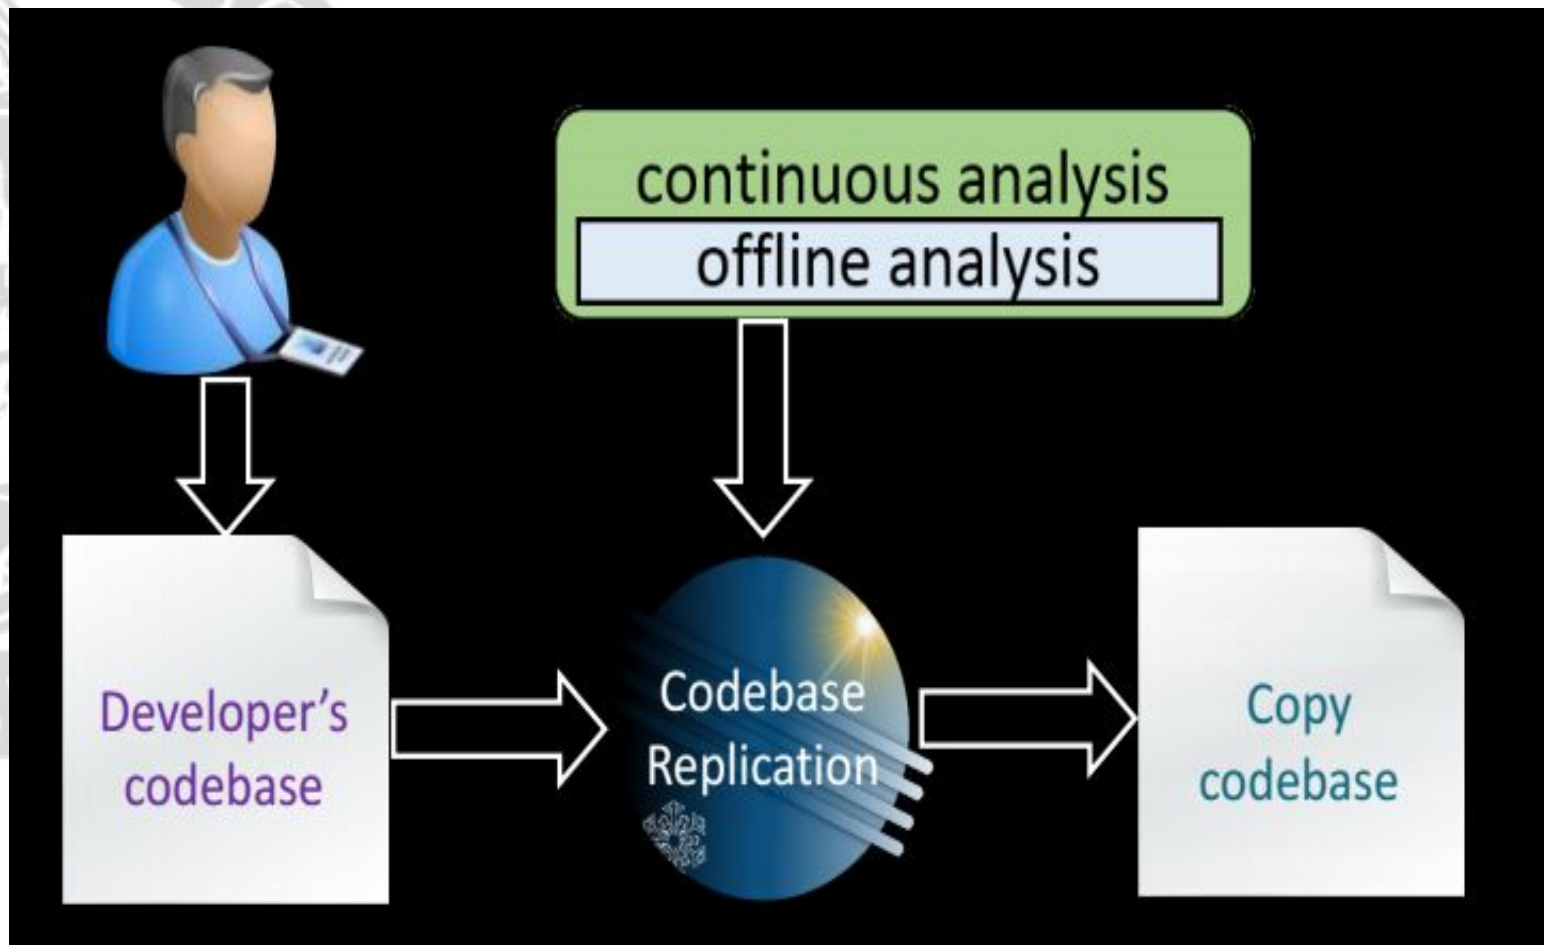 continuous analysis
offline analysis
Developer’s
codebase
Codebase
Replication
Copy
codebase